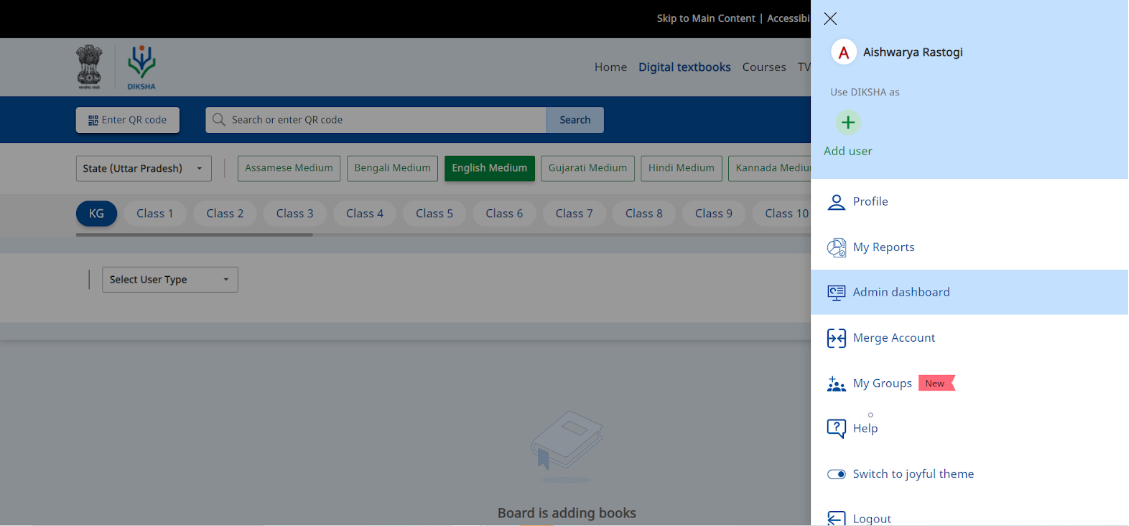 Skip to Main Content | Accessibi
Aishwarya Rastogi
A
Use DIKSHA as
Add user
DIKSHA
Home Digital textbooks Courses TV
Enter QR code
Search or enter QR code
Search
State (Uttar Pradesh)
Assamese Medium Bengali Medium English Medium Gujarati Medium Hindi Medium Kannada Medium
KG Class 1 Class 2 Class 3 Class 4 Class 5 Class 6 Class 7 Class 8 Class 9 Class 10
Select User Type
Board is adding books
Profile
My Reports
Admin dashboard
Merge Account
My Groups New
Help
Switch to joyful theme
Logout